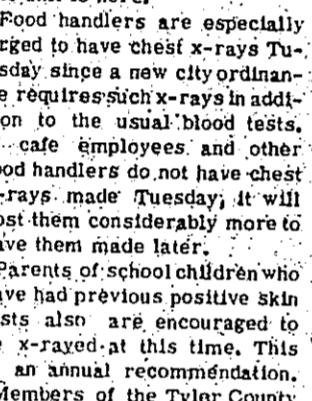 Food handlers are especially
rged to have chest x-rays Tu-
sday since a new city ordinan-
e requires such x-rays in addi-
on to the usual blood tests.
cafe employees and other
od handlers do not have chest
-rays made Tuesday, it will
ost them considerably more to
ave them made later.
Parents of school children who
ave had previous positive skin
sts also are encouraged to
x-rayed at this time. This
an annual recommendation.
Members of the Tyler County